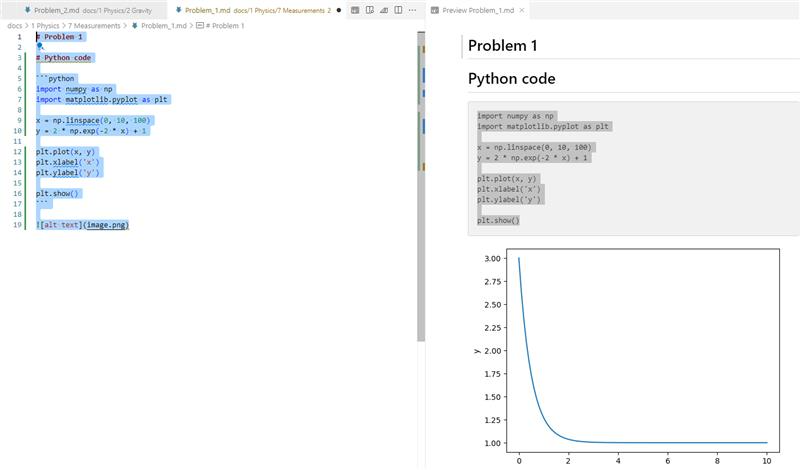 Problem_2.md docs/1 Physics/2 Gravity
Problem_1.md docs/1 Physics/7 Measurements 2
Preview Problem_1.md
docs > 1 Physics > 7 Measurements > Problem_1.md > # Problem 1
1 # Problem 1
2
3 # Python code
4
5 ```python
6 import numpy as np
7 import matplotlib.pyplot as plt
8
9 x = np.linspace(0, 10, 100)
10 y = 2 * np.exp(-2 * x) + 1
11
12 plt.plot(x, y)
13 plt.xlabel('x')
14 plt.ylabel('y')
15
16 plt.show()
17 ```
18
19 ![alt text](image.png)
Problem 1
Python code
import numpy as np
import matplotlib.pyplot as plt
x = np.linspace(0, 10, 100)
y = 2 * np.exp(-2 * x) + 1
plt.plot(x, y)
plt.xlabel('x')
plt.ylabel('y')
plt.show()
3.00
2.75
2.50
2.25
2.00
1.75
1.50
1.25
1.00
y
0 2 4 6 8 10